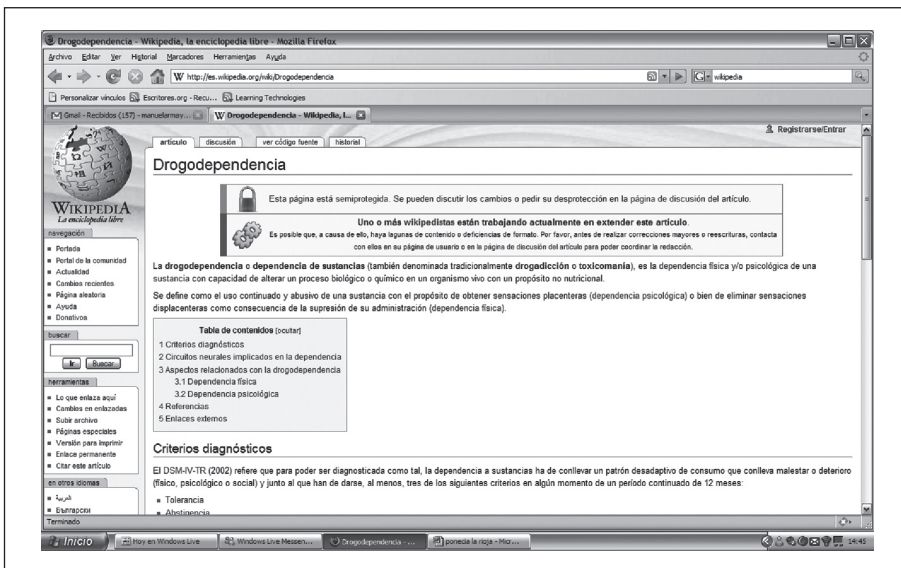 Drogodependencia - Wikipedia, la enciclopedia libre - Mozilla Firefox
Archivo Editar Ver Historial Marcadores Herramientas Ayuda
W http://es.wikipedia.org/wiki/Drogodependencia
G wikipedia
Personalizar vínculos Escritores.org - Recu... Learning Technologies
Gmail - Recibidos (157) - manuelarmay... W Drogodependencia - Wikipedia, l...
Registrarse/Entrar
artículo discusión ver código fuente historial
WIKIPEDIA
La enciclopedia libre
navegación
Portada
Portal de la comunidad
Actualidad
Cambios recientes
Página aleatoria
Ayuda
Donativos
buscar
Ir Buscar
herramientas
Lo que enlaza aquí
Cambios en enlazadas
Subir archivo
Páginas especiales
Versión para imprimir
Enlace permanente
Citar este artículo
en otros idiomas
العربية
Български
Drogodependencia
Esta página está semiprotegida. Se pueden discutir los cambios o pedir su desprotección en la página de discusión del artículo.
Uno o más wikipedistas están trabajando actualmente en extender este artículo.
Es posible que, a causa de ello, haya lagunas de contenido o deficiencias de formato. Por favor, antes de realizar correcciones mayores o reescrituras, contacta
con ellos en su página de usuario o en la página de discusión del artículo para poder coordinar la redacción.
La drogodependencia o dependencia de sustancias (también denominada tradicionalmente drogadicción o toxicomanía), es la dependencia física y/o psicológica de una
sustancia con capacidad de alterar un proceso biológico o químico en un organismo vivo con un propósito no nutricional.
Se define como el uso continuado y abusivo de una sustancia con el propósito de obtener sensaciones placenteras (dependencia psicológica) o bien de eliminar sensaciones
displacenteras como consecuencia de la supresión de su administración (dependencia física).
Tabla de contenidos [ocultar]
1 Criterios diagnósticos
2 Circuitos neurales implicados en la dependencia
3 Aspectos relacionados con la drogodependencia
3.1 Dependencia física
3.2 Dependencia psicológica
4 Referencias
5 Enlaces externos
Criterios diagnósticos
El DSM-IV-TR (2002) refiere que para poder ser diagnosticada como tal, la dependencia a sustancias ha de conllevar un patrón desadaptativo de consumo que conlleva malestar o deterioro
(físico, psicológico o social) y junto al que han de darse, al menos, tres de los siguientes criterios en algún momento de un período continuado de 12 meses:
Tolerancia
Abstinencia
Terminado
Inicio Hoy en Windows Live Windows Live Messen... Drogodependencia - ... ponecia la rioja - Micr... 14:45